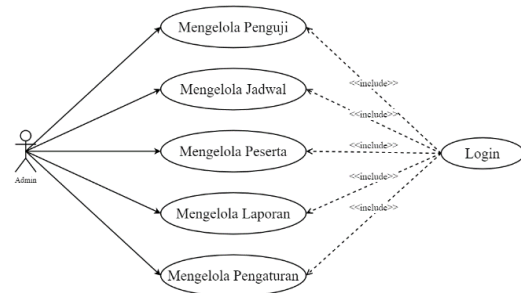 Mengelola Penguji
<<include>>
Mengelola Jadwal
<<include>>
Mengelola Peserta
<<include>>
Login
Admin
<<include>>
Mengelola Laporan
<<include>>
Mengelola Pengaturan